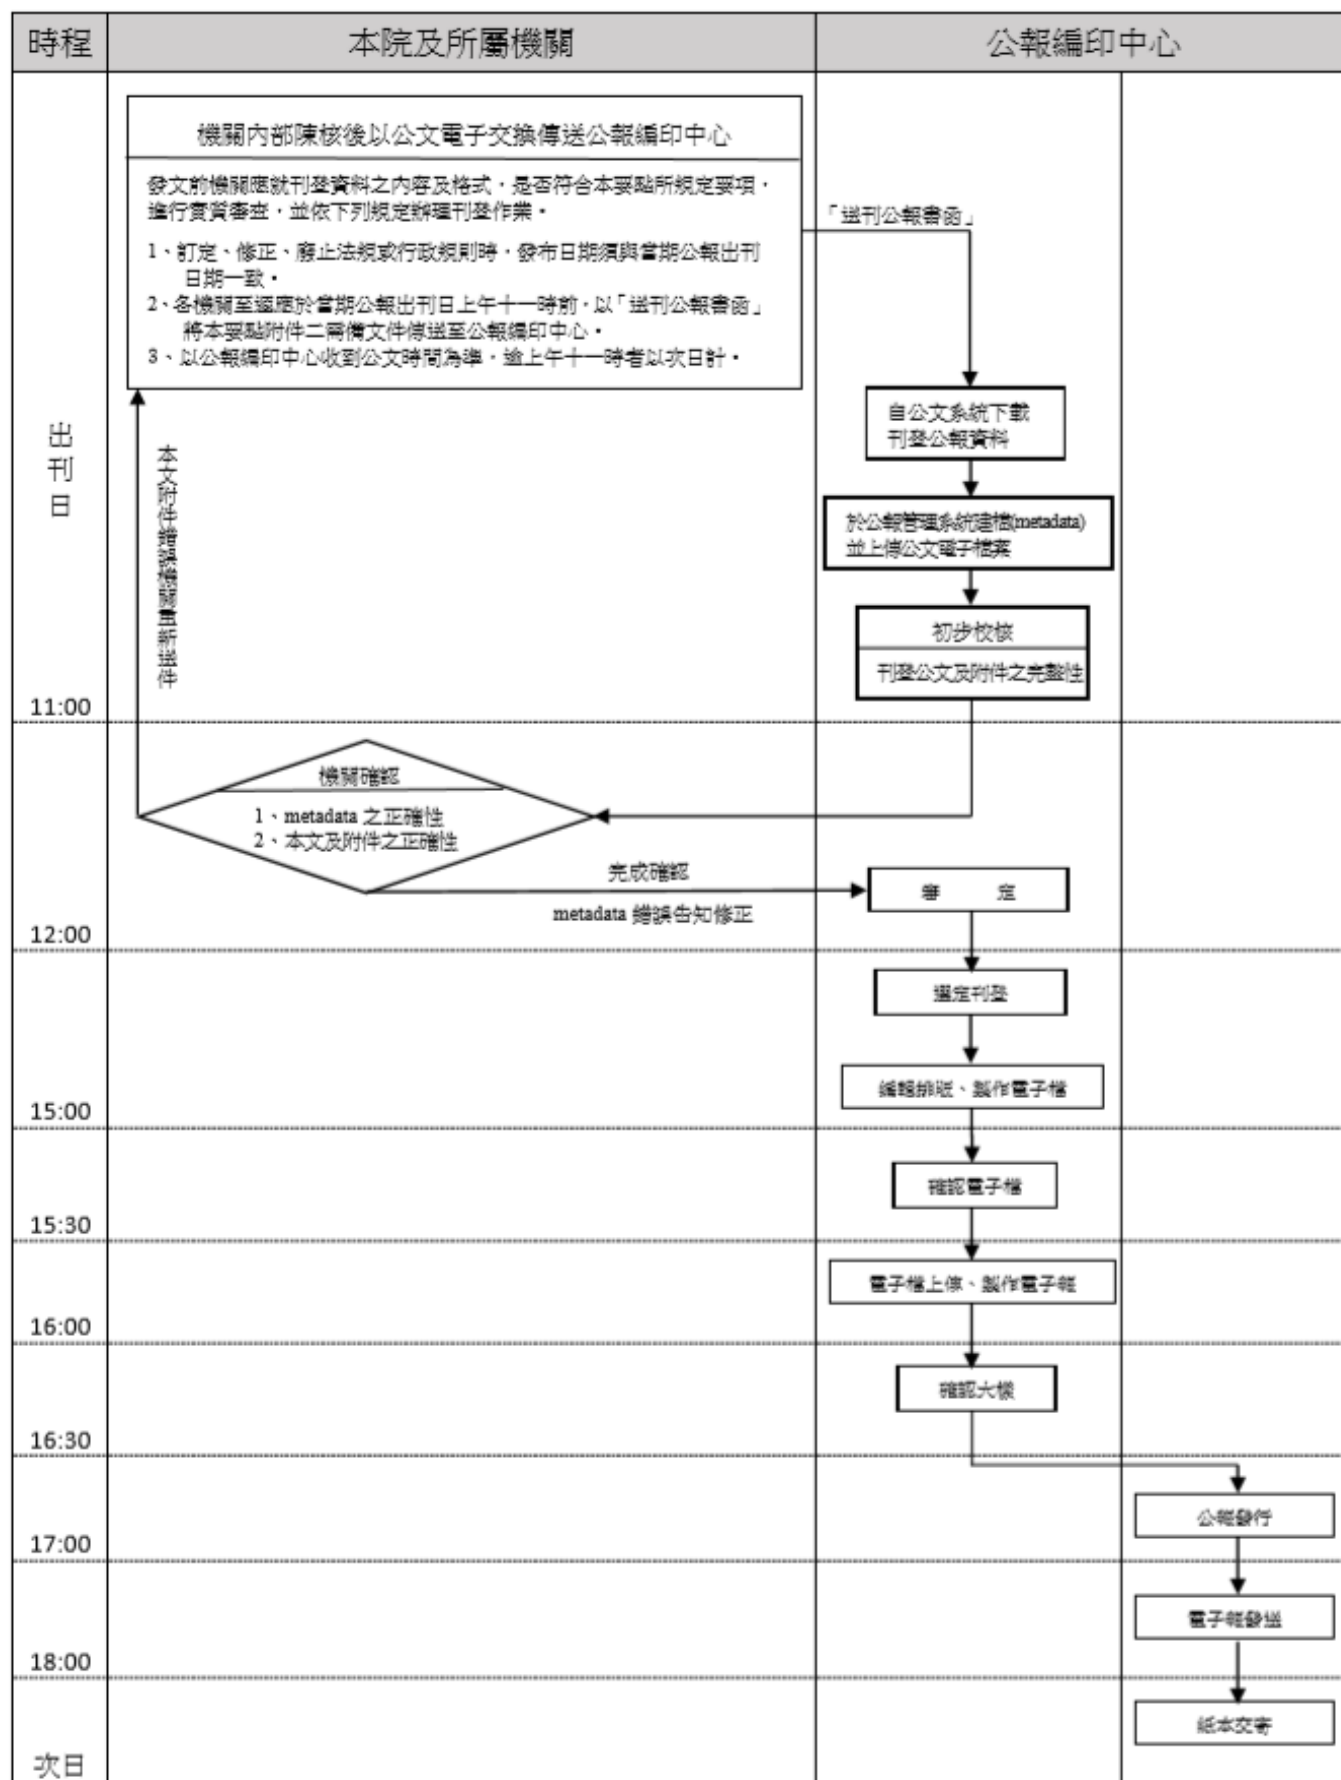 時程
本院及所屬機關
公報編印中心
出刊日
機關內部陳核後以公文電子交換傳送公報編印中心
發文前機關應就刊登資料之內容及格式，是否符合本要點所規定要項，
進行實質審查，並依下列規定辦理刊登作業。
1、訂定、修正、廢止法規或行政規則時，發布日期須與當期公報出刊
日期一致。
2、各機關至遲應於當期公報出刊日上午十一時前，以「送刊公報書函」
將本要點附件二需備文件傳送至公報編印中心。
3、以公報編印中心收到公文時間為準，逾上午十一時者以次日計。
「送刊公報書函」
自公文系統下載
刊登公報資料
於公報管理系統建檔(metadata)
並上傳公文電子檔案
初步校核
刊登公文及附件之完整性
本文附件錯誤機關重新送件
11:00
機關確認
1、metadata 之正確性
2、本文及附件之正確性
完成確認
metadata 錯誤告知修正
審 定
12:00
選定刊登
編輯排版、製作電子檔
15:00
確認電子檔
15:30
電子檔上傳、製作電子報
16:00
確認大樣
16:30
公報發行
17:00
電子報發送
18:00
紙本交寄
次日